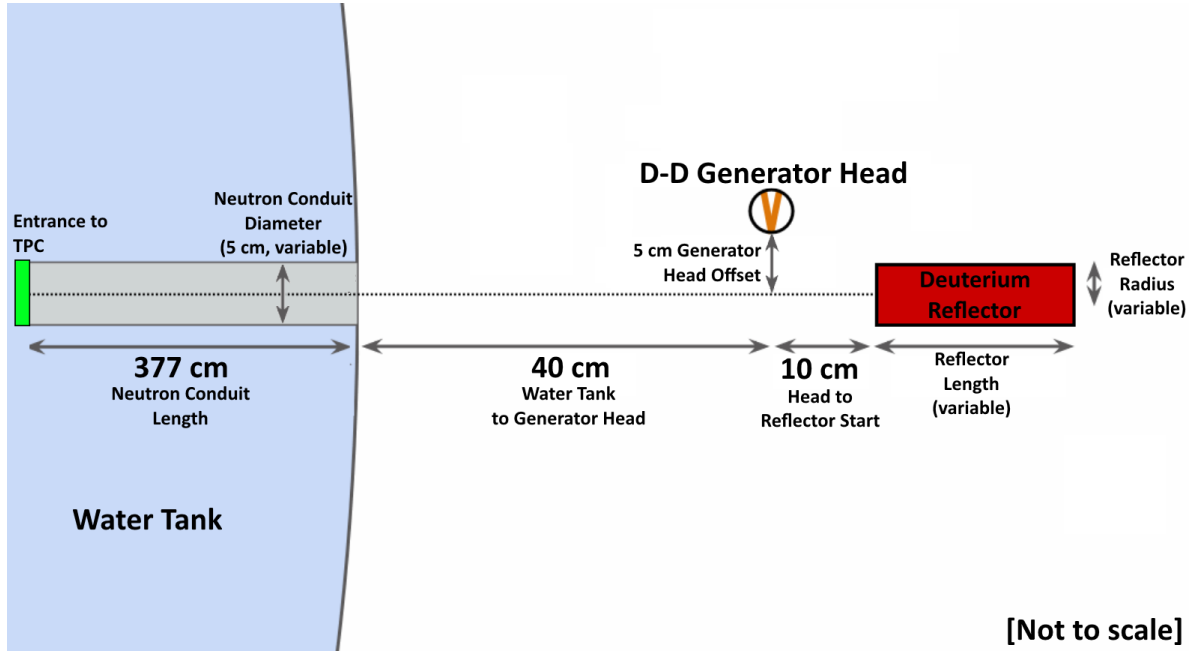 D-D Generator Head
Neutron Conduit
Diameter
(5 cm, variable)
Entrance to
TPC
5 cm Generator
Head Offset
Deuterium
Reflector
Reflector
Radius
(variable)
377 cm
Neutron Conduit
Length
40 cm
Water Tank
to Generator Head
10 cm
Head to
Reflector Start
Reflector
Length
(variable)
Water Tank
[Not to scale]